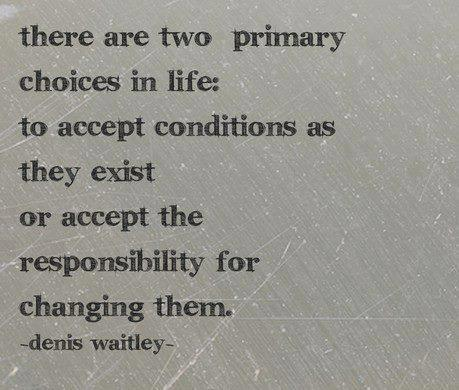 there are two primary
choices in life:
to accept conditions as
they exist
or accept the
responsibility for
changing them.
-denis waitley-